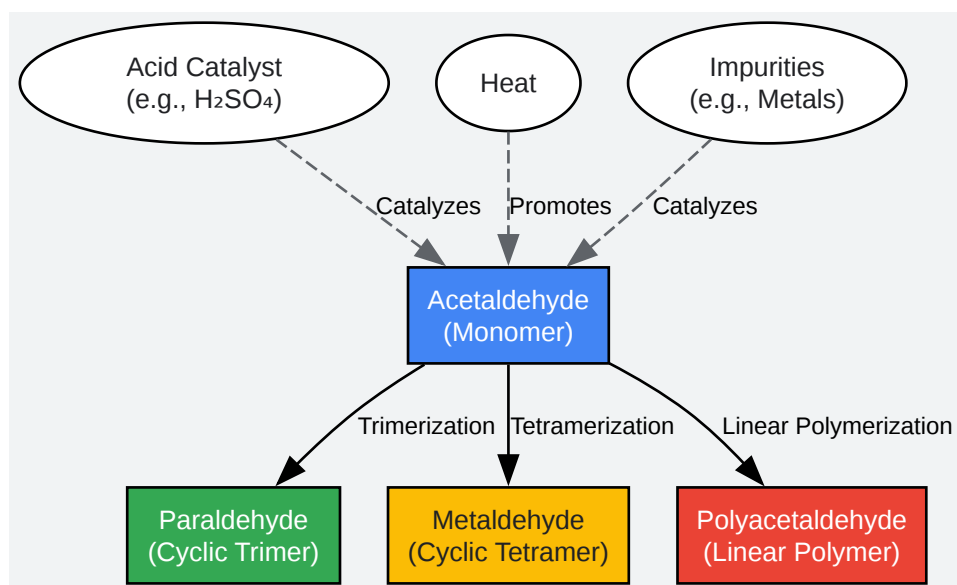 Acid Catalyst
(e.g., H₂SO₄)
Heat
Impurities
(e.g., Metals)
Catalyzes
Promotes
Catalyzes
Acetaldehyde
(Monomer)
Trimerization
Tetramerization
Linear Polymerization
Paraldehyde
(Cyclic Trimer)
Metaldehyde
(Cyclic Tetramer)
Polyacetaldehyde
(Linear Polymer)